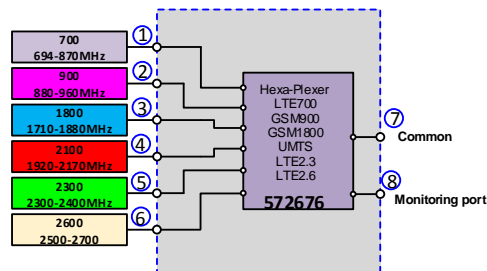 700
694-870MHz
①
900
880-960MHz
②
1800
1710-1880MHz
③
2100
1920-2170MHz
④
2300
2300-2400MHz
⑤
2600
2500-2700
⑥
Hexa-Plexer
LTE700
GSM900
GSM1800
UMTS
LTE2.3
LTE2.6
572676
⑦
Common
⑧
Monitoring port